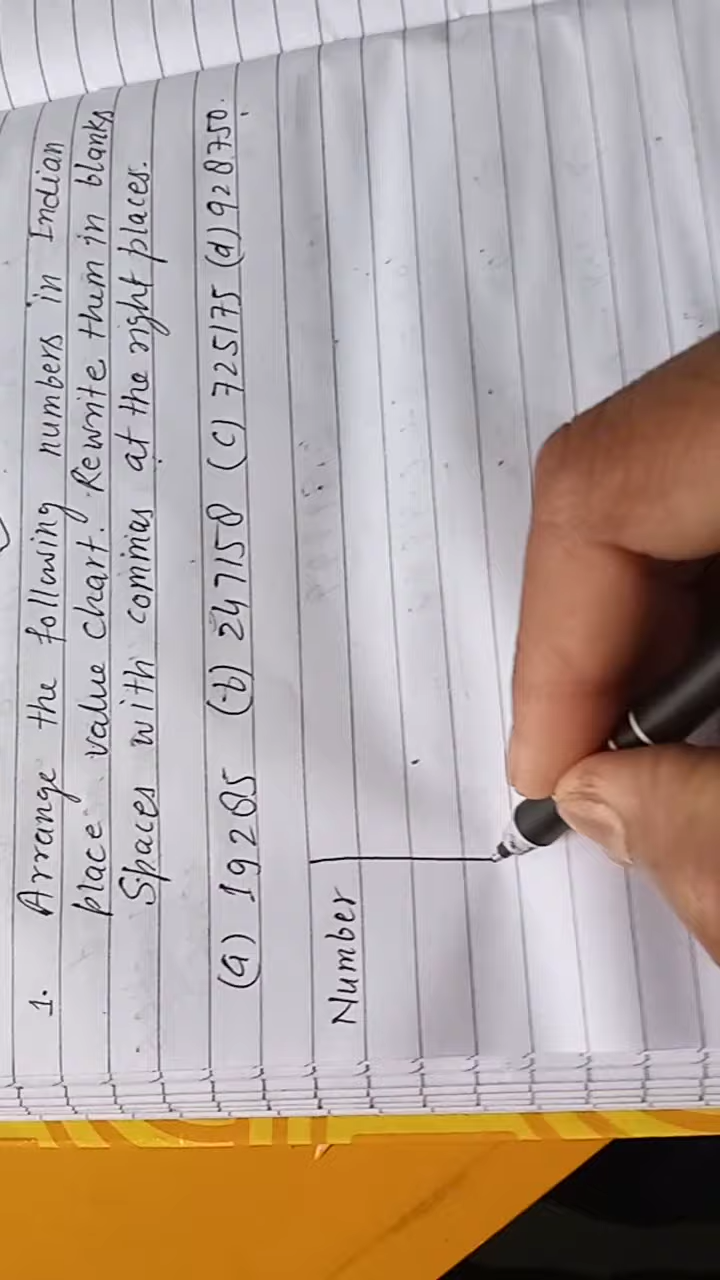 1. Arrange the following numbers in Indian
place value chart. Rewrite them in blanks
Spaces with commas at the right places.
(a) 19285 (b) 247158 (c) 725175 (d) 928750.
Number